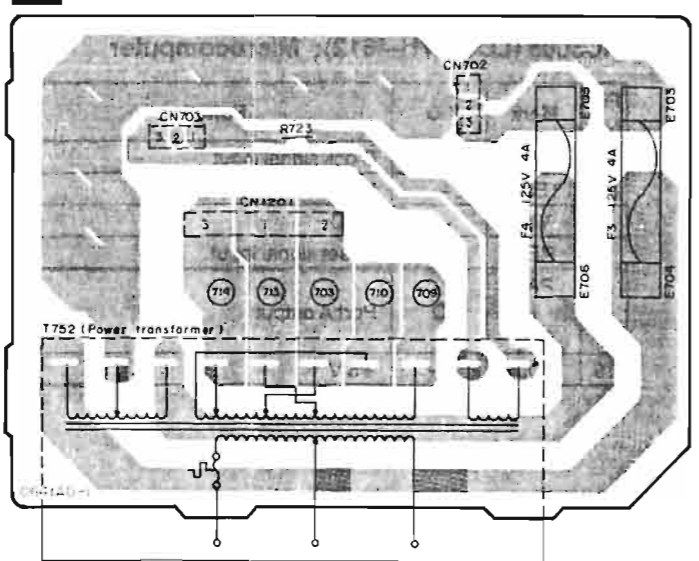 CN702
1
2
3
CN703
3 2 1
R723
E705
E703
F4 125V 4A
F3 125V 4A
CN1201
3 1 2
714 713 703 710 709
E706
E704
T752 (Power transformer)